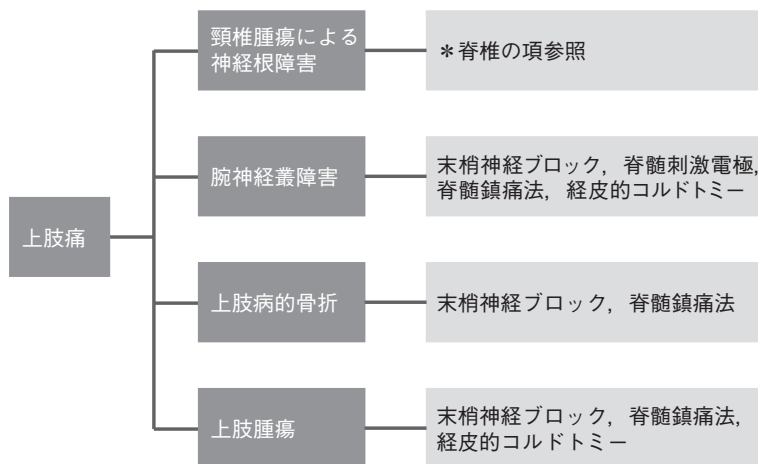 上肢痛
頸椎腫瘍による
神経根障害
＊脊椎の項参照
腕神経叢障害
末梢神経ブロック，脊髄刺激電極，
脊髄鎮痛法，経皮的コルドトミー
上肢病的骨折
末梢神経ブロック，脊髄鎮痛法
上肢腫瘍
末梢神経ブロック，脊髄鎮痛法，
経皮的コルドトミー